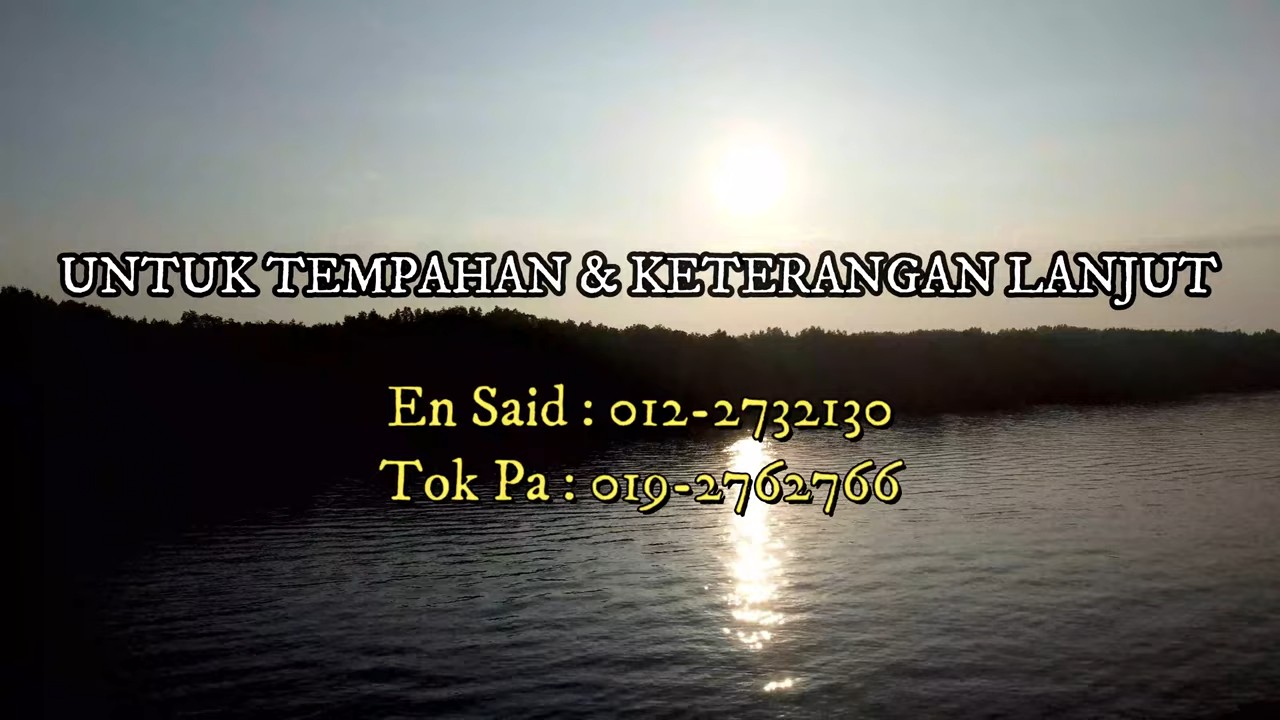 UNTUK TEMPAHAN & KETERANGAN LANJUT
En Said : 012-2732130
Tok Pa : 019-2762766